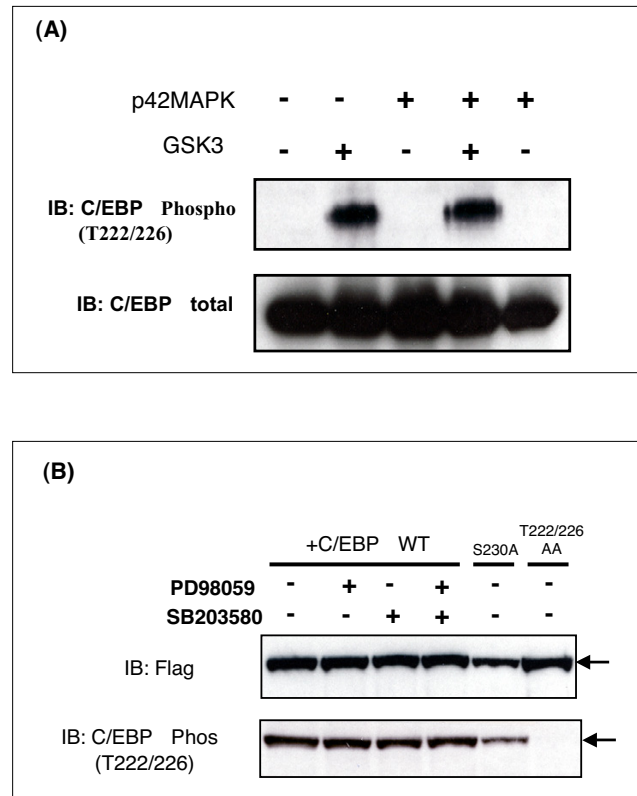 (A)
p42MAPK - - + + +
GSK3 - + - + -
IB: C/EBP Phospho
(T222/226)
IB: C/EBP total
(B)
+C/EBP WT S230A T222/226
AA
PD98059 - + - + - -
SB203580 - - + + - -
IB: Flag
IB: C/EBP Phos
(T222/226)